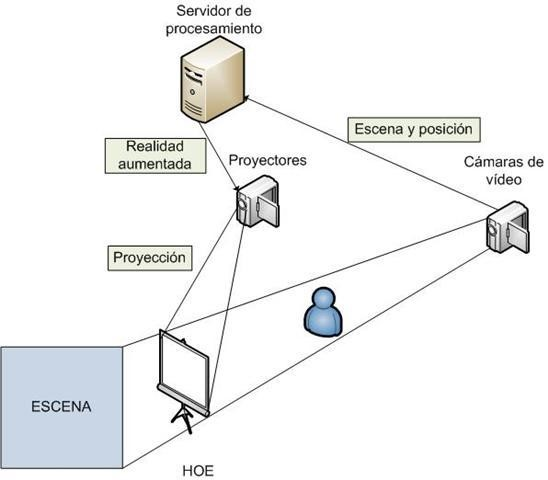 Servidor de
procesamiento
Escena y posición
Realidad
aumentada
Proyectores
Cámaras de
vídeo
Proyección
ESCENA
HOE